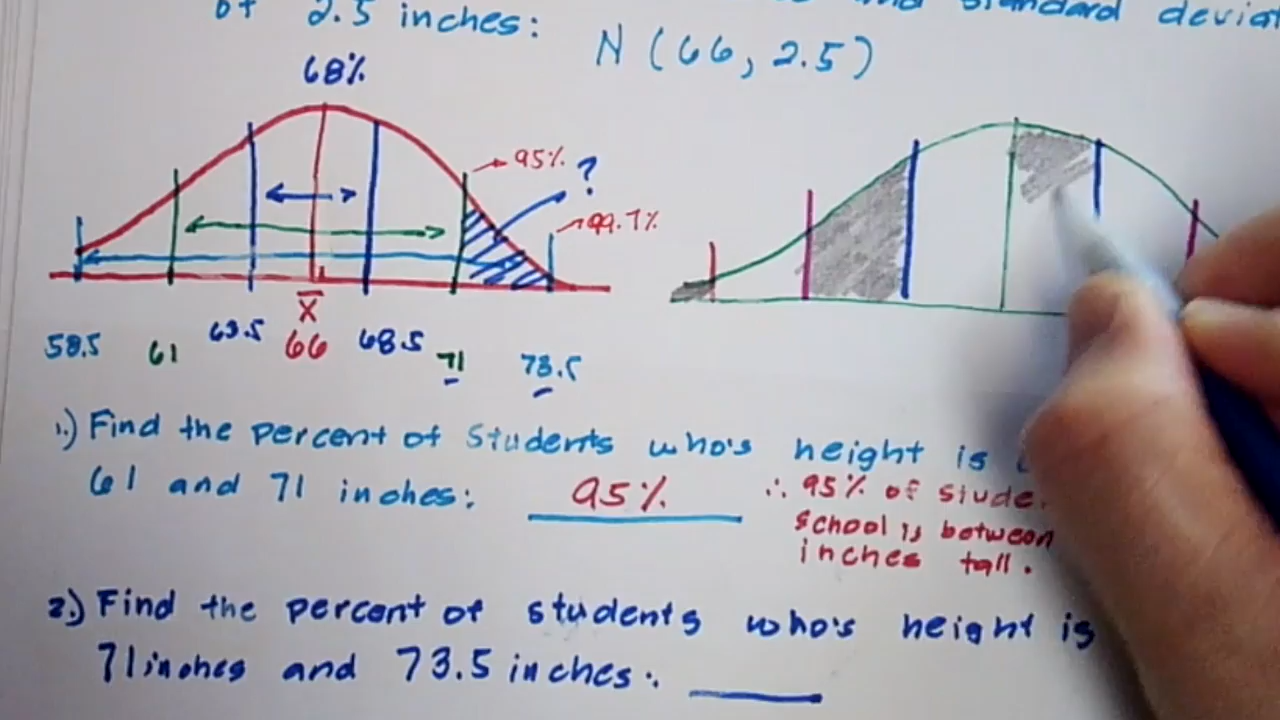 of 2.5 inches: and standard
N (66, 2.5)
68%
95%
?
99.7%
X
58.5 61 63.5 66 68.5 71 73.5
1.) Find the percent of students who's height is
61 and 71 inches: 95%
∴ 95% of
school is between
inches tall.
2.) Find the percent of students who's height is
71 inches and 73.5 inches: